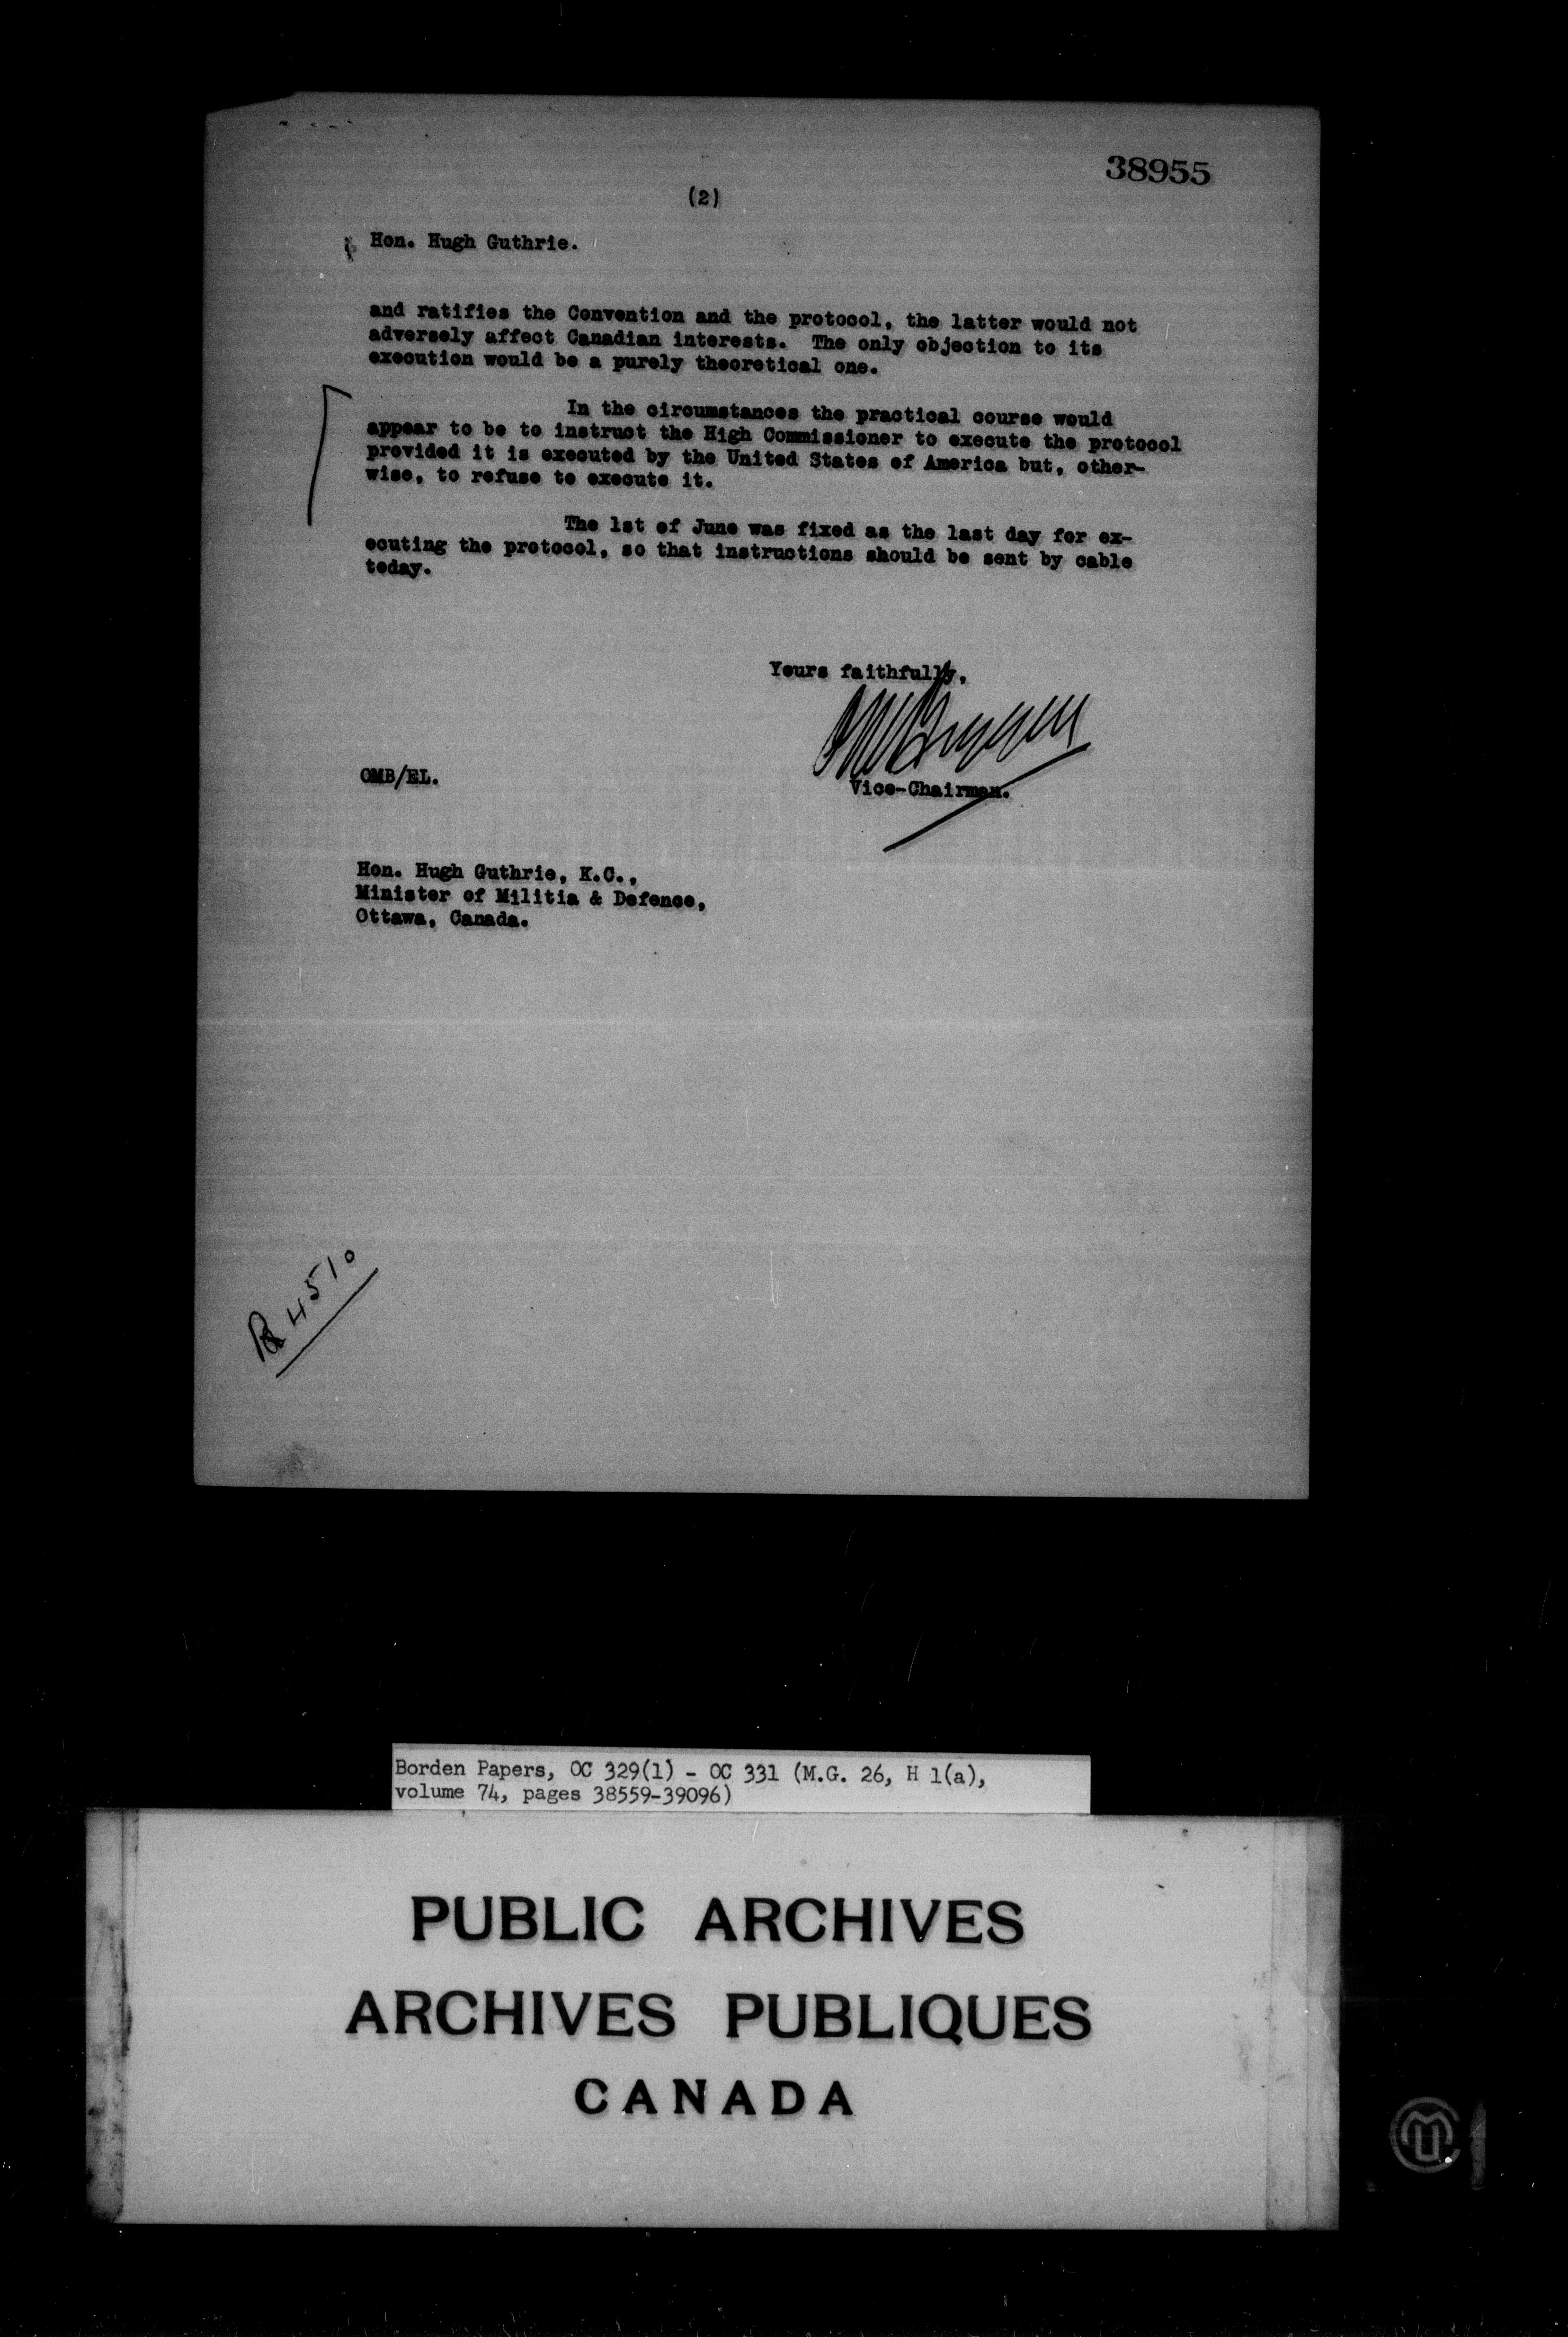 38955
(2)
Hon. Hugh Guthrie.
and ratifies the Convention and the protocol, the latter would not
adversely affect Canadian interests. The only objection to its
execution would be a purely theoretical one.
In the circumstances the practical course would
appear to be to instruct the High Commissioner to execute the protocol
provided it is executed by the United States of America but, other-
wise, to refuse to execute it.
The 1st of June was fixed as the last day for ex-
ecuting the protocol, so that instructions should be sent by cable
today.
Yours faithfully,
Vice-Chairman.
OMB/EL.
Hon. Hugh Guthrie, K.C.,
Minister of Militia & Defence,
Ottawa, Canada.
4510
Borden Papers, OC 329(1) - OC 331 (M.G. 26, H 1(a),
volume 74, pages 38559-39096)
PUBLIC ARCHIVES
ARCHIVES PUBLIQUES
CANADA